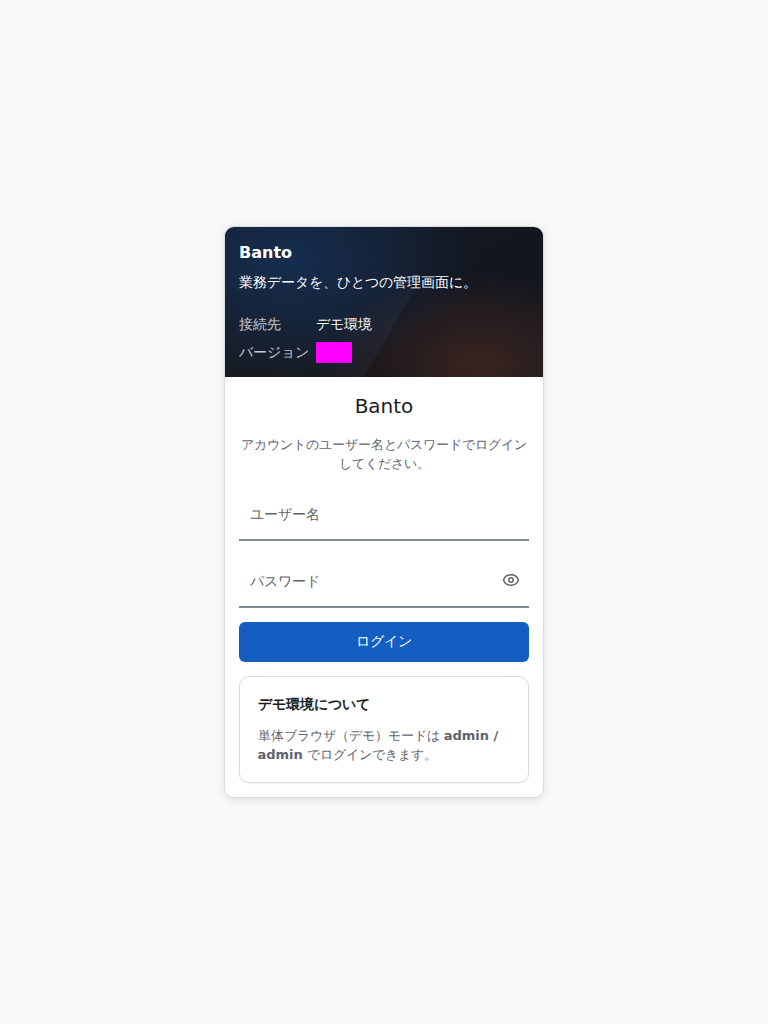 Banto
業務データを、ひとつの管理画面に。
接続先 デモ環境
バージョン
Banto
アカウントのユーザー名とパスワードでログイン
してください。
ユーザー名
パスワード
ログイン
デモ環境について
単体ブラウザ（デモ）モードは admin /
admin でログインできます。